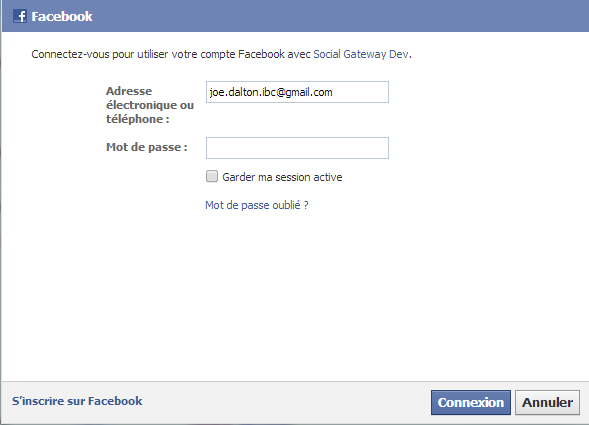 Facebook
Connectez-vous pour utiliser votre compte Facebook avec Social Gateway Dev.
Adresse
électronique ou
téléphone :
joe.dalton.ibc@gmail.com
Mot de passe :
Garder ma session active
Mot de passe oublié ?
S'inscrire sur Facebook
Connexion
Annuler